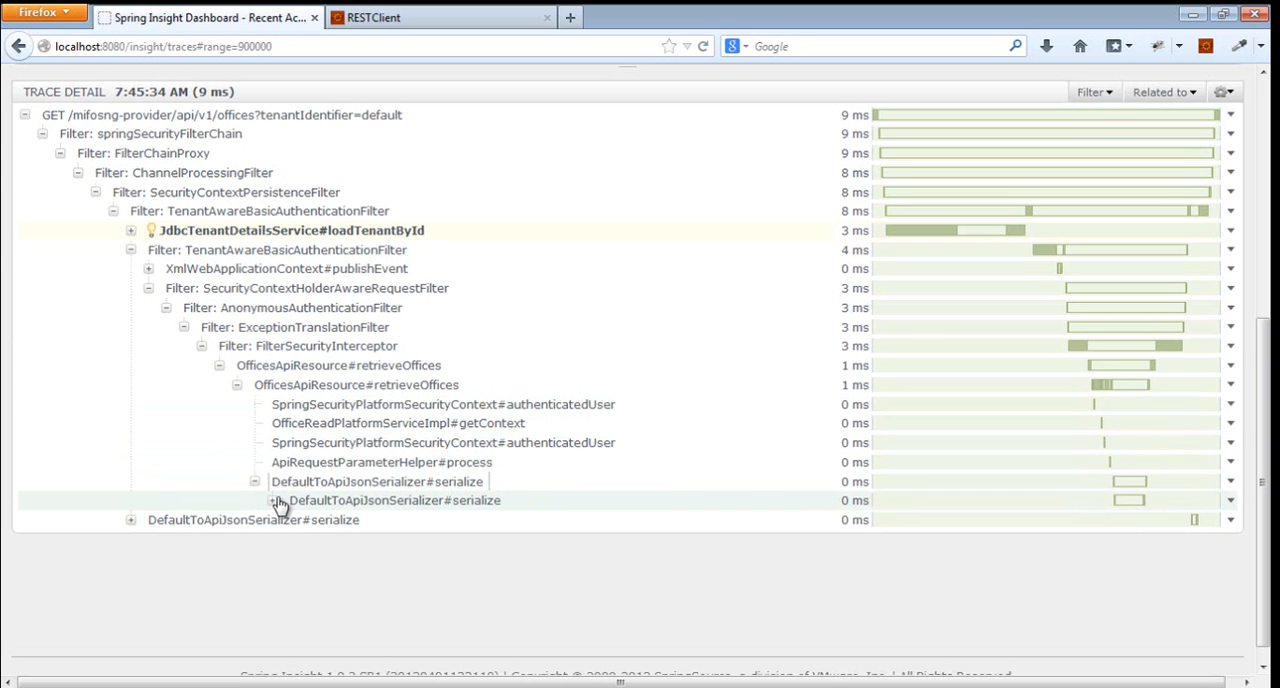 Firefox
Spring Insight Dashboard - Recent Ac...
RESTClient
localhost:8080/insight/traces#range=900000
Google
TRACE DETAIL 7:45:34 AM (9 ms)
Filter
Related to
GET /mifosng-provider/api/v1/offices?tenantIdentifier=default 9 ms
Filter: springSecurityFilterChain 9 ms
Filter: FilterChainProxy 9 ms
Filter: ChannelProcessingFilter 8 ms
Filter: SecurityContextPersistenceFilter 8 ms
Filter: TenantAwareBasicAuthenticationFilter 8 ms
JdbcTenantDetailsService#loadTenantById 3 ms
Filter: TenantAwareBasicAuthenticationFilter 4 ms
XmlWebApplicationContext#publishEvent 0 ms
Filter: SecurityContextHolderAwareRequestFilter 3 ms
Filter: AnonymousAuthenticationFilter 3 ms
Filter: ExceptionTranslationFilter 3 ms
Filter: FilterSecurityInterceptor 3 ms
OfficesApiResource#retrieveOffices 1 ms
OfficesApiResource#retrieveOffices 1 ms
SpringSecurityPlatformSecurityContext#authenticatedUser 0 ms
OfficeReadPlatformServiceImpl#getContext 0 ms
SpringSecurityPlatformSecurityContext#authenticatedUser 0 ms
ApiRequestParameterHelper#process 0 ms
DefaultToApiJsonSerializer#serialize 0 ms
DefaultToApiJsonSerializer#serialize 0 ms
DefaultToApiJsonSerializer#serialize 0 ms